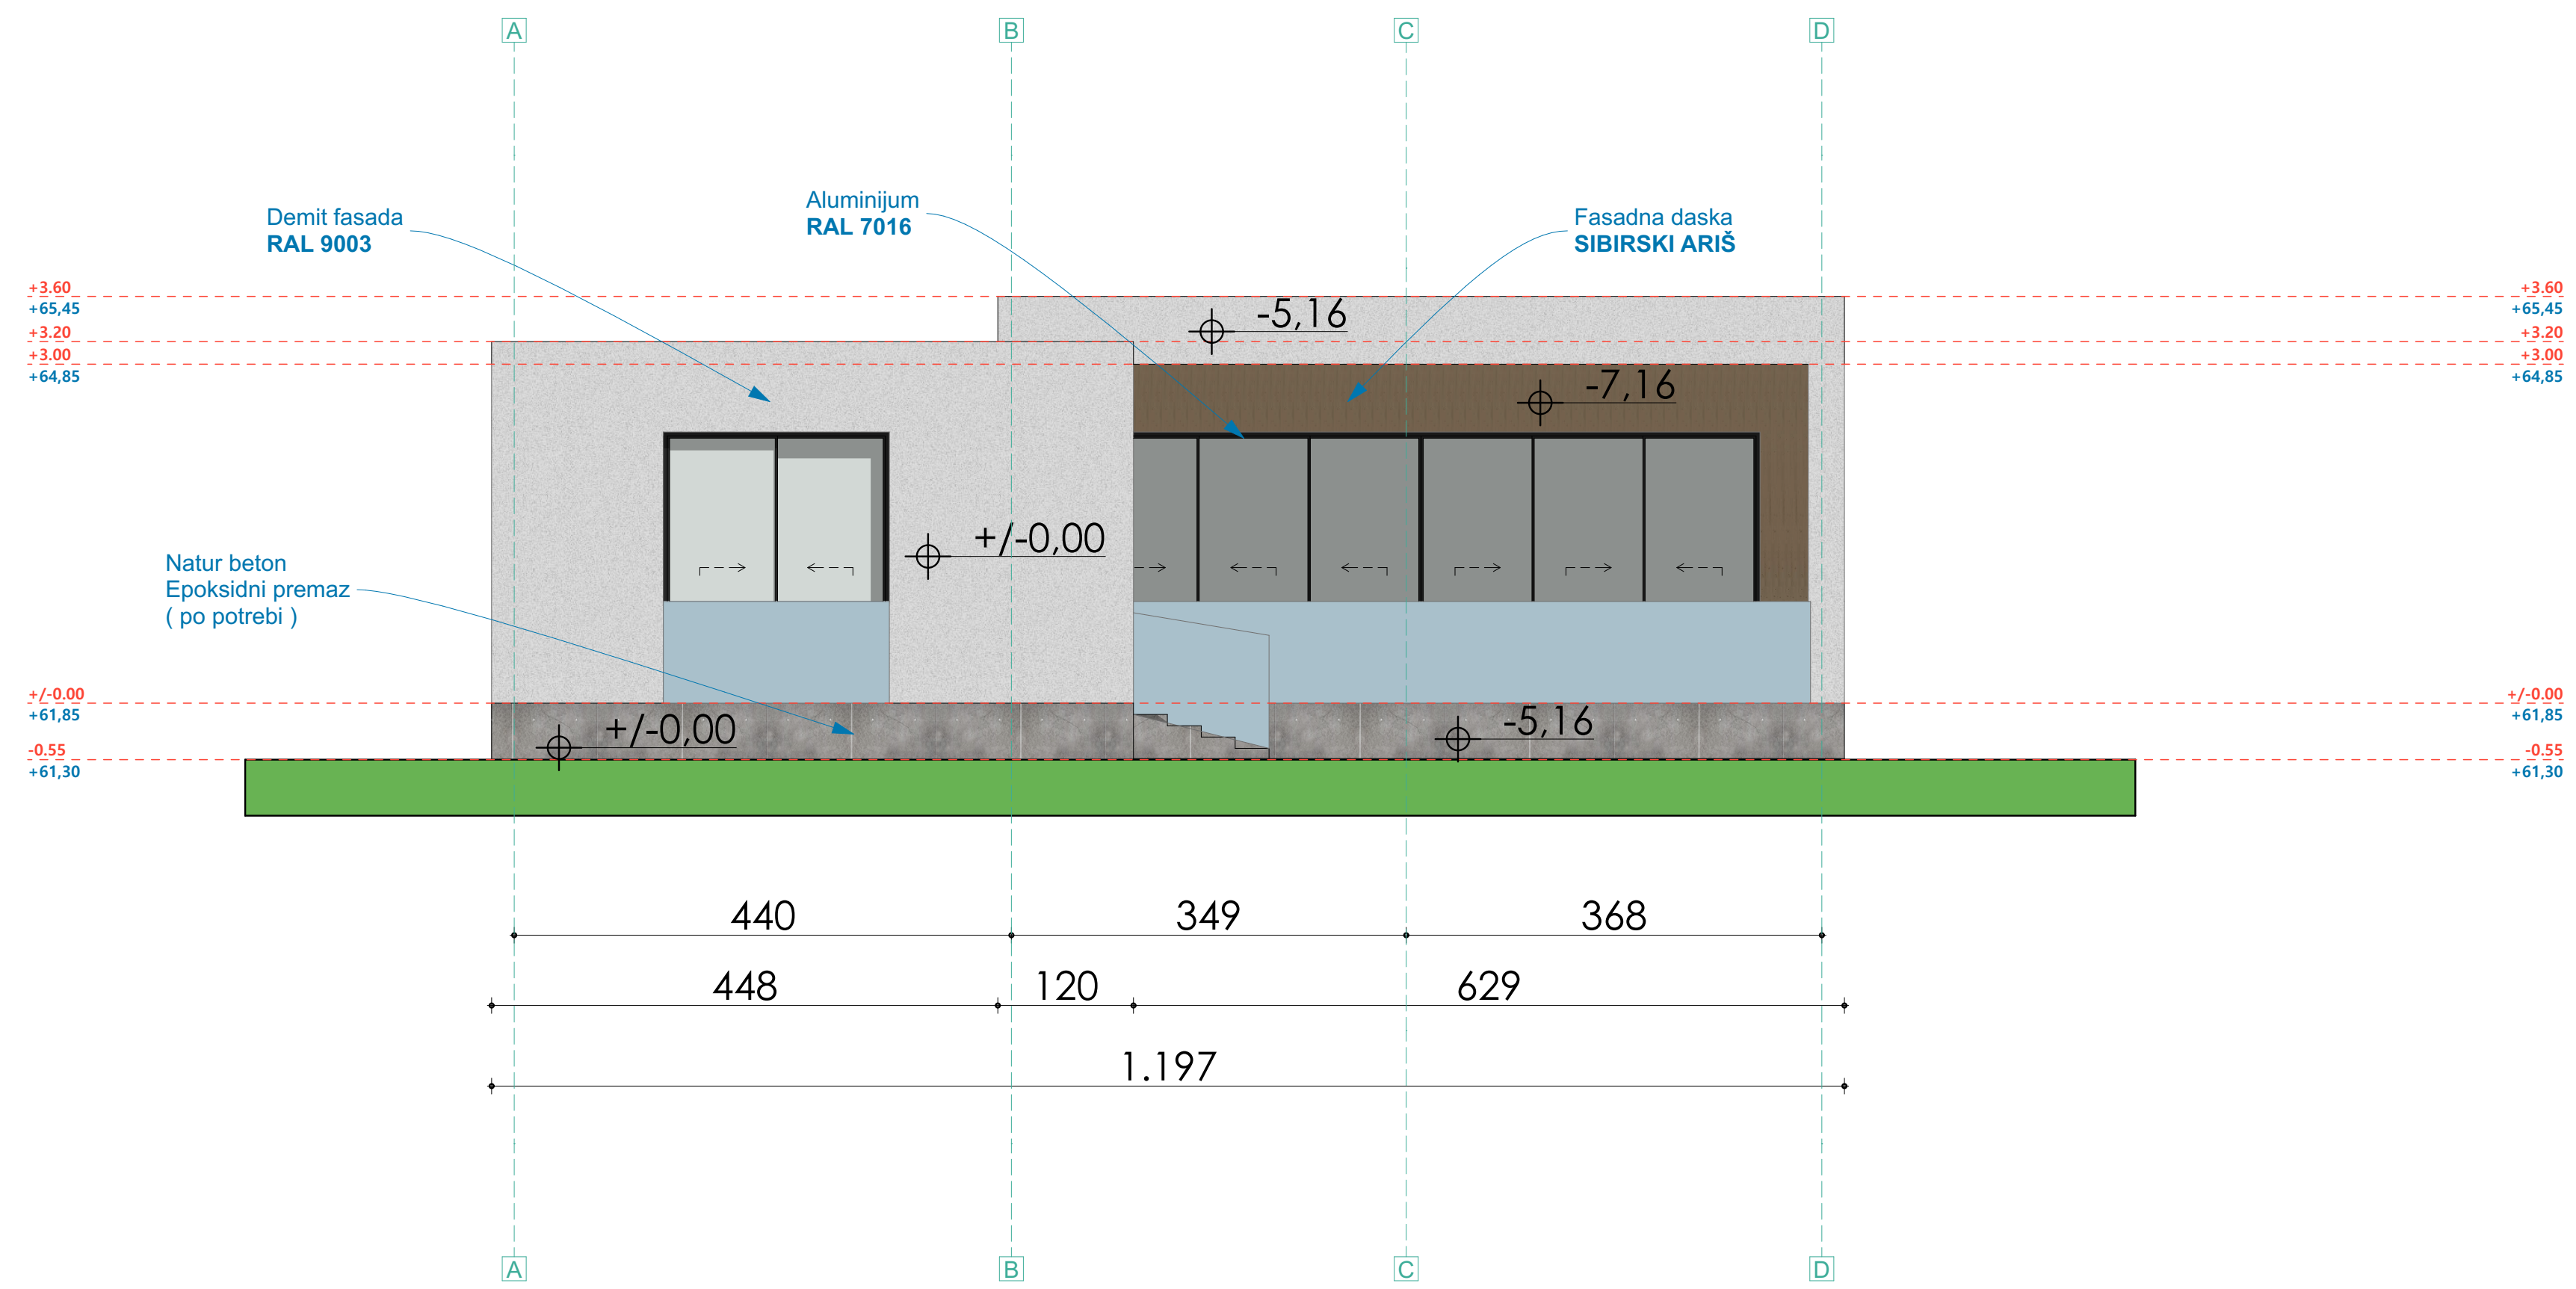 A B C D
Demit fasada
RAL 9003
Aluminijum
RAL 7016
Fasadna daska
SIBIRSKI ARIŠ
+3.60 +3.60
+65,45 -5,16 +65,45
+3.20 +3.20
+3.00 +3.00
+64,85 -7,16 +64,85
+/-0,00
Natur beton
Epoksidni premaz
( po potrebi )
+/-0.00 +/-0.00
+61,85 +/-0,00 -5,16 +61,85
-0.55 -0.55
+61,30 +61,30
440 349 368
448 120 629
1.197
A B C D